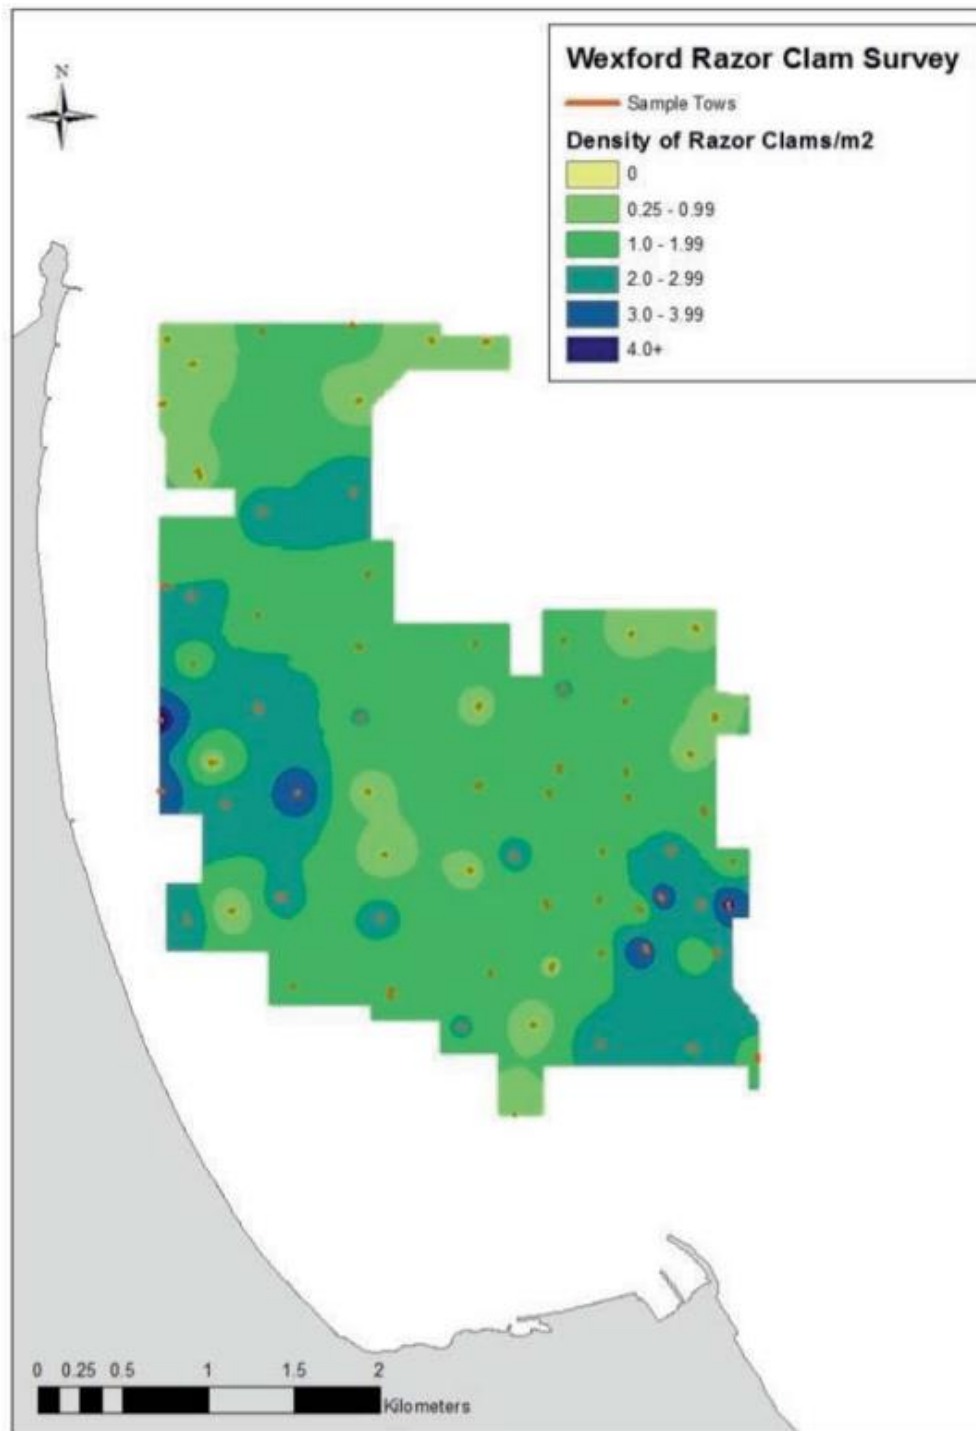 N
Wexford Razor Clam Survey
Sample Tows
Density of Razor Clams/m2
0
0.25 - 0.99
1.0 - 1.99
2.0 - 2.99
3.0 - 3.99
4.0+
0 0.25 0.5 1 1.5 2
Kilometers